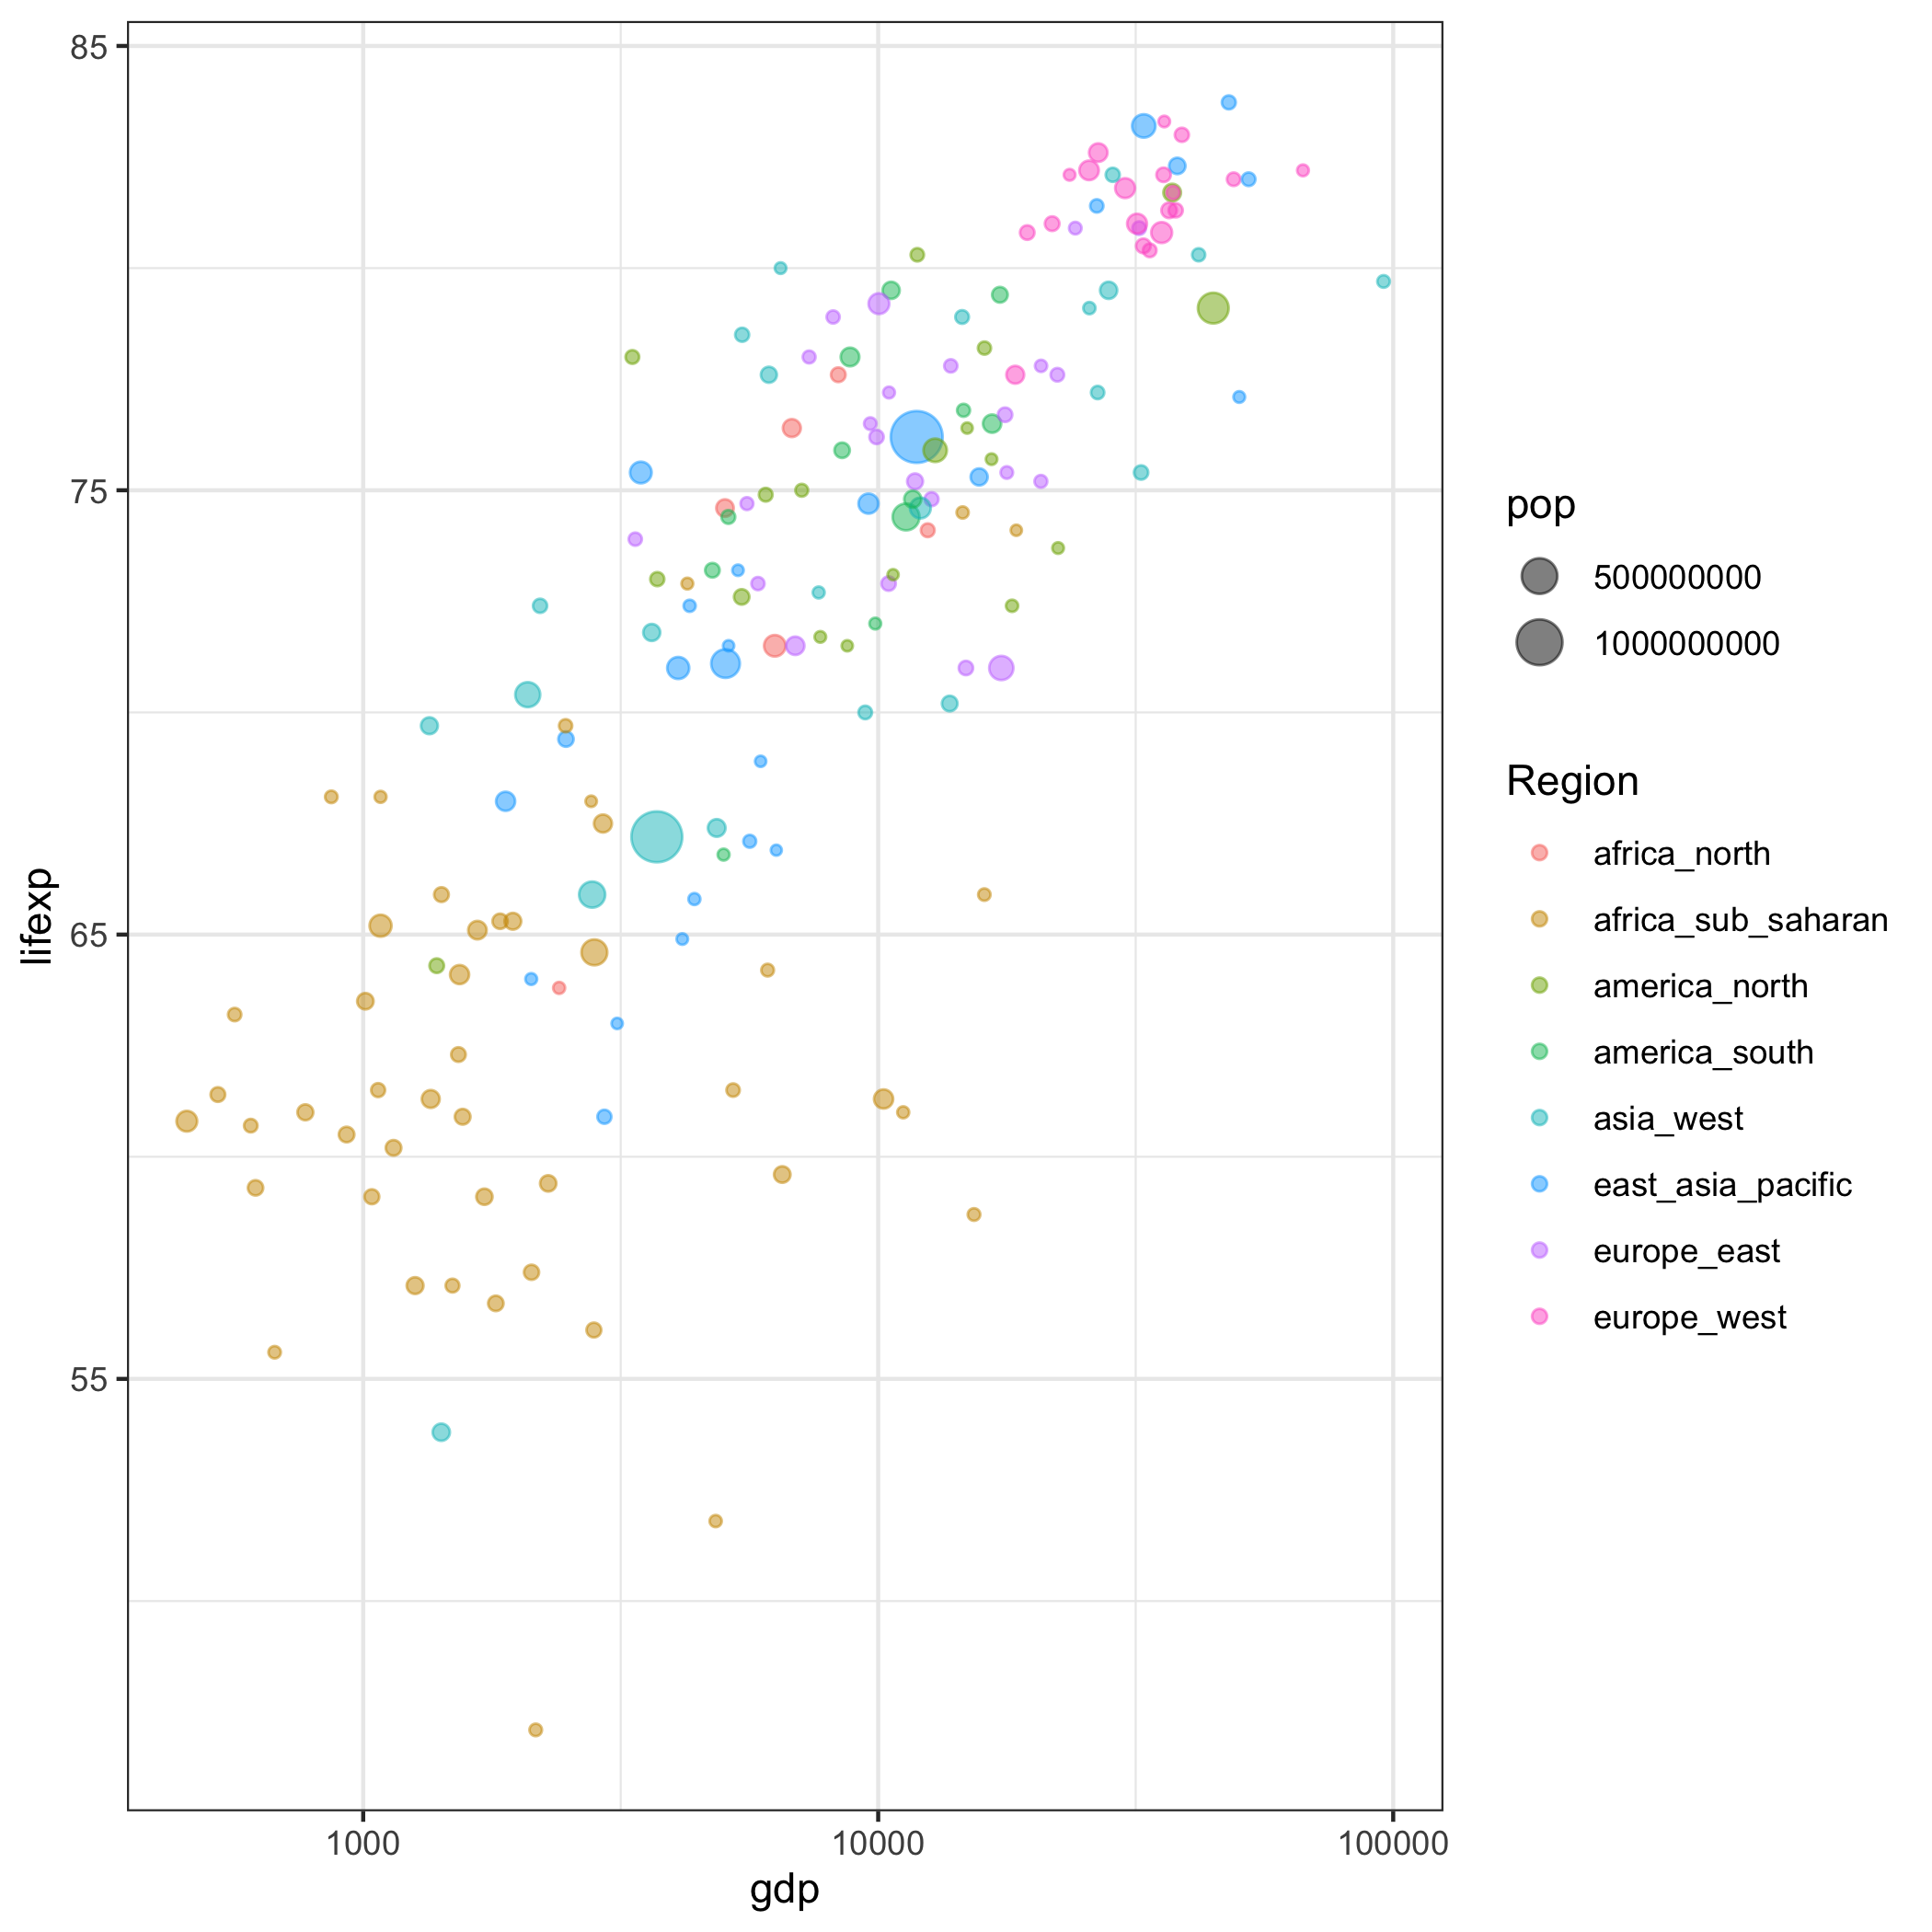 85
75
65
55
lifexp
1000
10000
100000
gdp
pop
500000000
1000000000
Region
africa_north
africa_sub_saharan
america_north
america_south
asia_west
east_asia_pacific
europe_east
europe_west